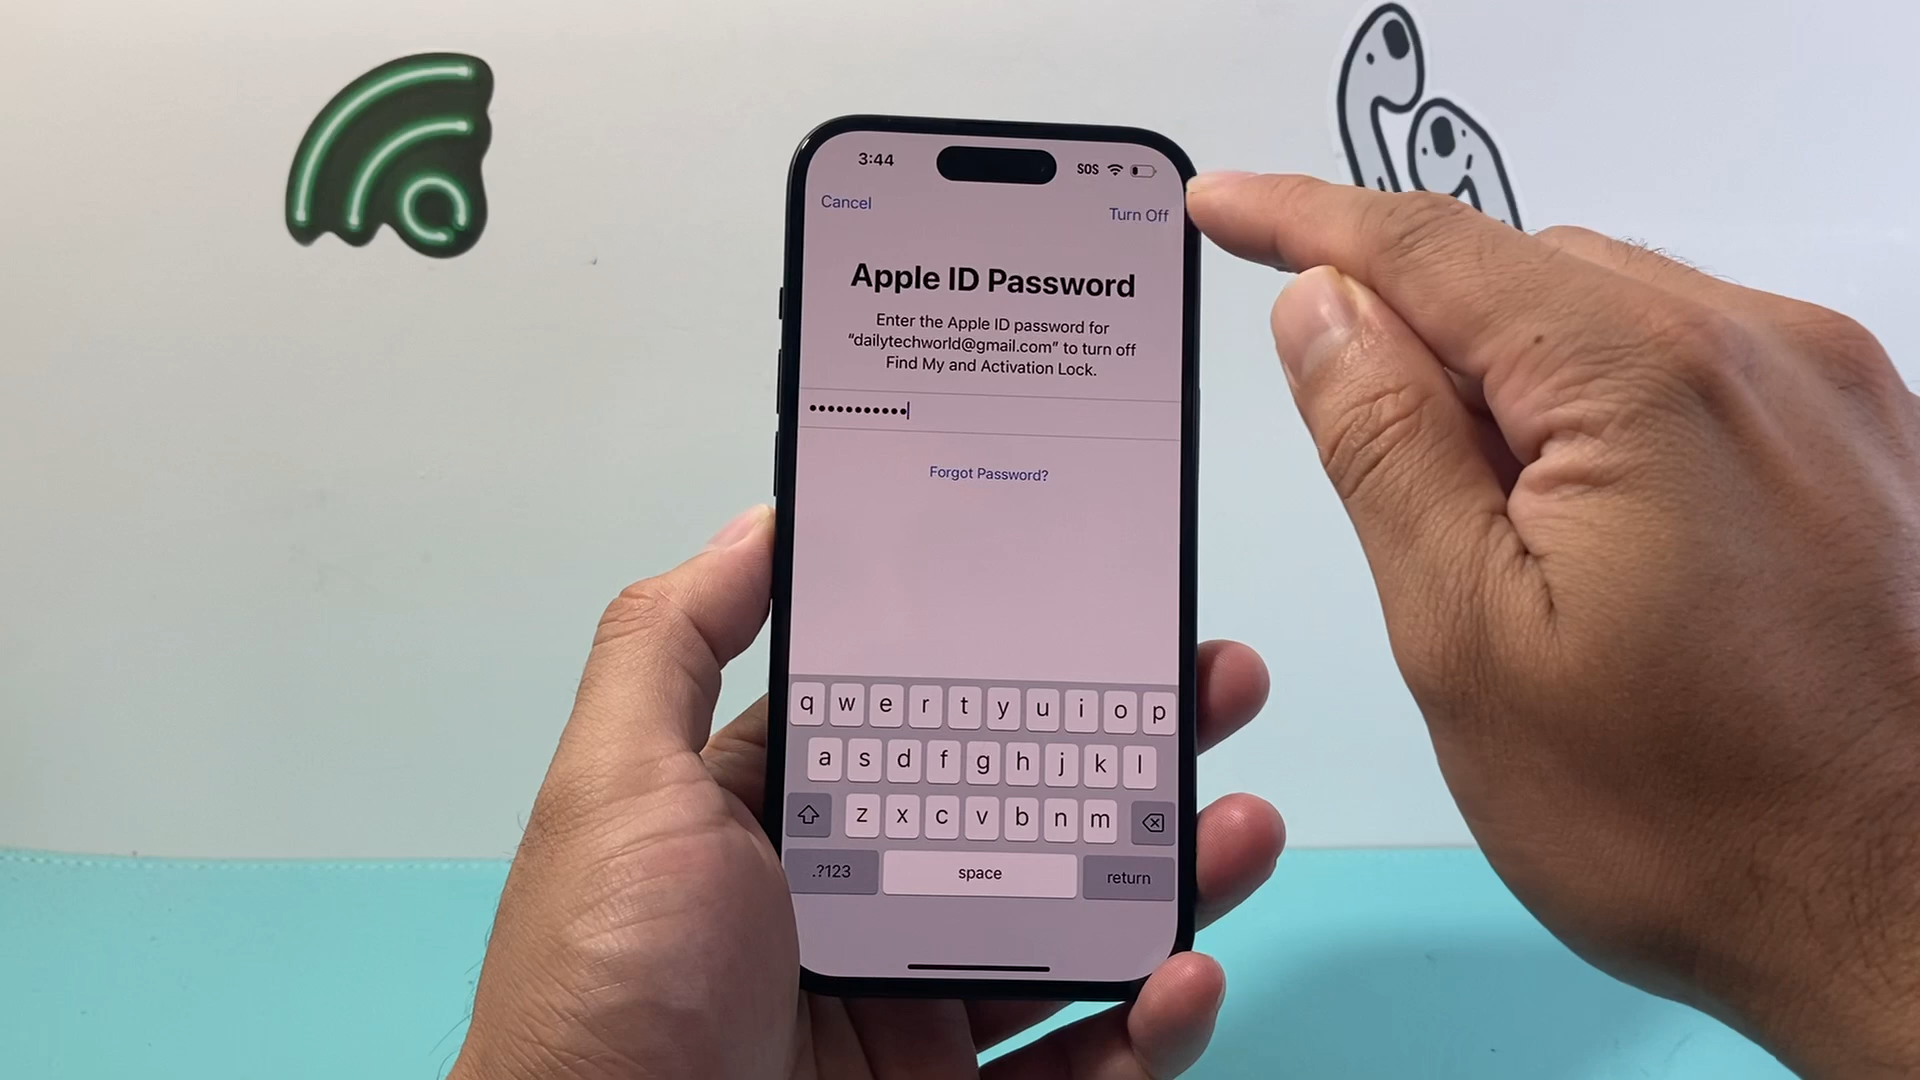 3:44
SOS
Cancel
Turn Off
Apple ID Password
Enter the Apple ID password for
“dailytechworld@gmail.com” to turn off
Find My and Activation Lock.
•••••••••••
Forgot Password?
q w e r t y u i o p
a s d f g h j k l
z x c v b n m
.?123 space return